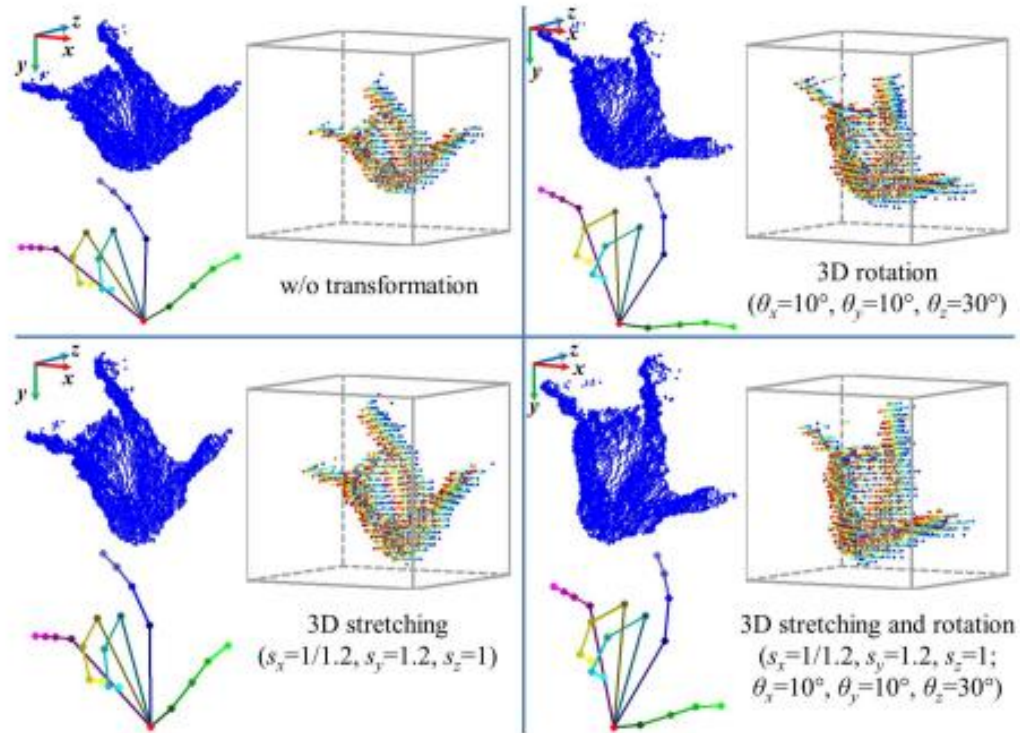 z
x
y
w/o transformation
z
x
y
3D rotation
(θx=10°, θy=10°, θz=30°)
z
x
y
3D stretching
(sx=1/1.2, sy=1.2, sz=1)
z
x
y
3D stretching and rotation
(sx=1/1.2, sy=1.2, sz=1;
θx=10°, θy=10°, θz=30°)